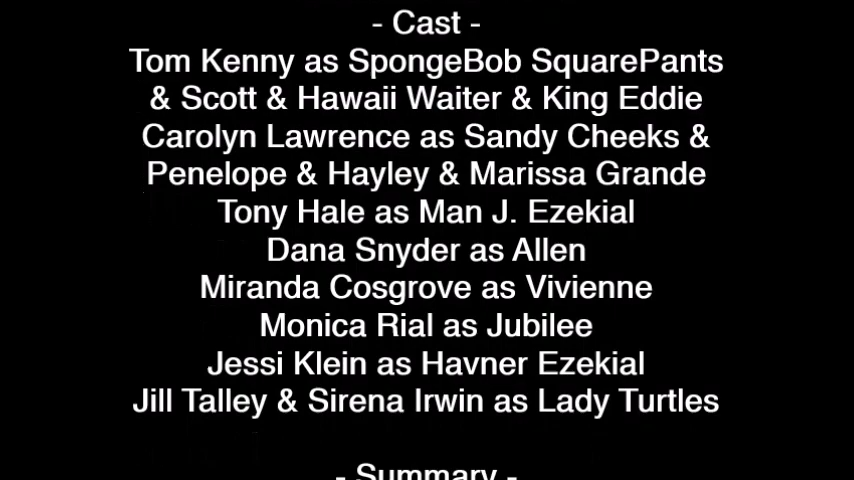 - Cast -
Tom Kenny as SpongeBob SquarePants
& Scott & Hawaii Waiter & King Eddie
Carolyn Lawrence as Sandy Cheeks &
Penelope & Hayley & Marissa Grande
Tony Hale as Man J. Ezekial
Dana Snyder as Allen
Miranda Cosgrove as Vivienne
Monica Rial as Jubilee
Jessi Klein as Havner Ezekial
Jill Talley & Sirena Irwin as Lady Turtles
- Summary -